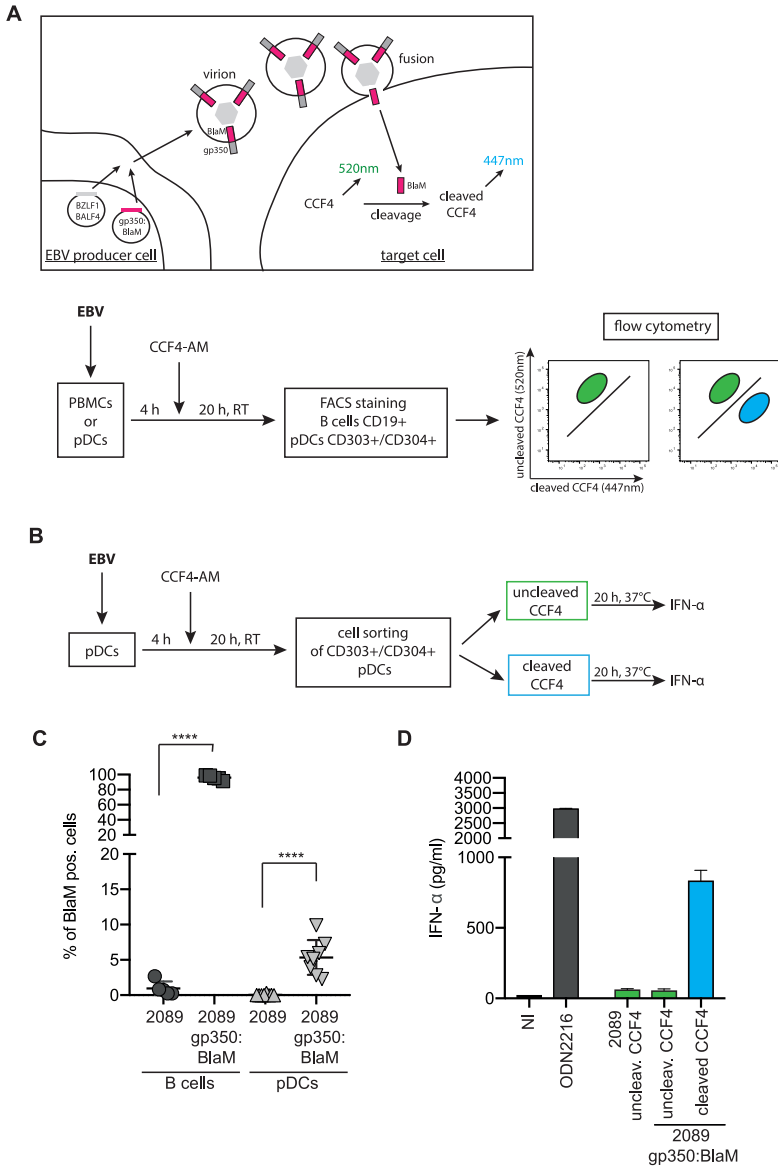 A
virion
fusion
BlaM
gp350
520nm
447nm
BlaM
CCF4
cleavage
cleaved
CCF4
BZLF1
BALF4
gp350:
BlaM
EBV producer cell
target cell
EBV
CCF4-AM
PBMCs
or
pDCs
4 h
20 h, RT
FACS staining
B cells CD19+
pDCs CD303+/CD304+
flow cytometry
uncleaved CCF4 (520nm)
cleaved CCF4 (447nm)
B
EBV
CCF4-AM
pDCs
4 h
20 h, RT
cell sorting
of CD303+/CD304+
pDCs
uncleaved
CCF4
20 h, 37°C
IFN-α
cleaved
CCF4
20 h, 37°C
IFN-α
C
% of BlaM pos. cells
100
80
60
40
20
20
15
10
5
0
****
****
2089
2089
gp350:
BlaM
2089
2089
gp350:
BlaM
B cells
pDCs
D
IFN-α (pg/ml)
4000
3500
3000
2500
2000
1000
500
0
NI
ODN2216
2089
uncleav. CCF4
uncleav. CCF4
cleaved CCF4
2089
gp350:BlaM